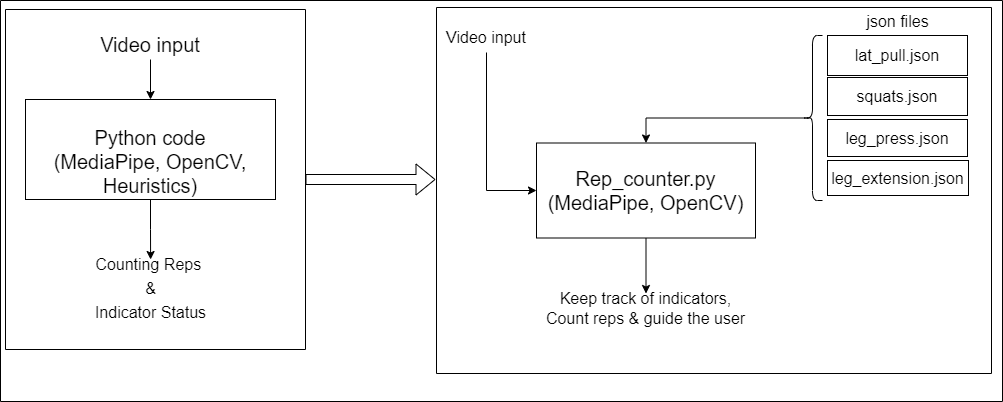 Video input
Python code
(MediaPipe, OpenCV,
Heuristics)
Counting Reps
&
Indicator Status
Video input
json files
lat_pull.json
squats.json
leg_press.json
leg_extension.json
Rep_counter.py
(MediaPipe, OpenCV)
Keep track of indicators,
Count reps & guide the user